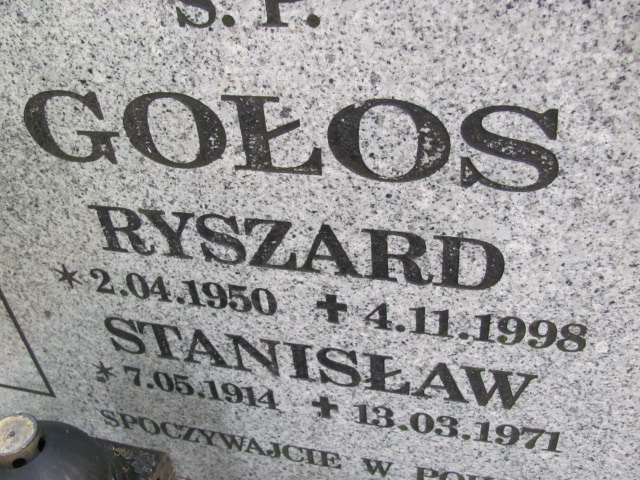 Ś. P.
GOŁOS
RYSZARD
* 2.04.1950 ✝ 4.11.1998
STANISŁAW
* 7.05.1914 ✝ 13.03.1971
SPOCZYWAJCIE W